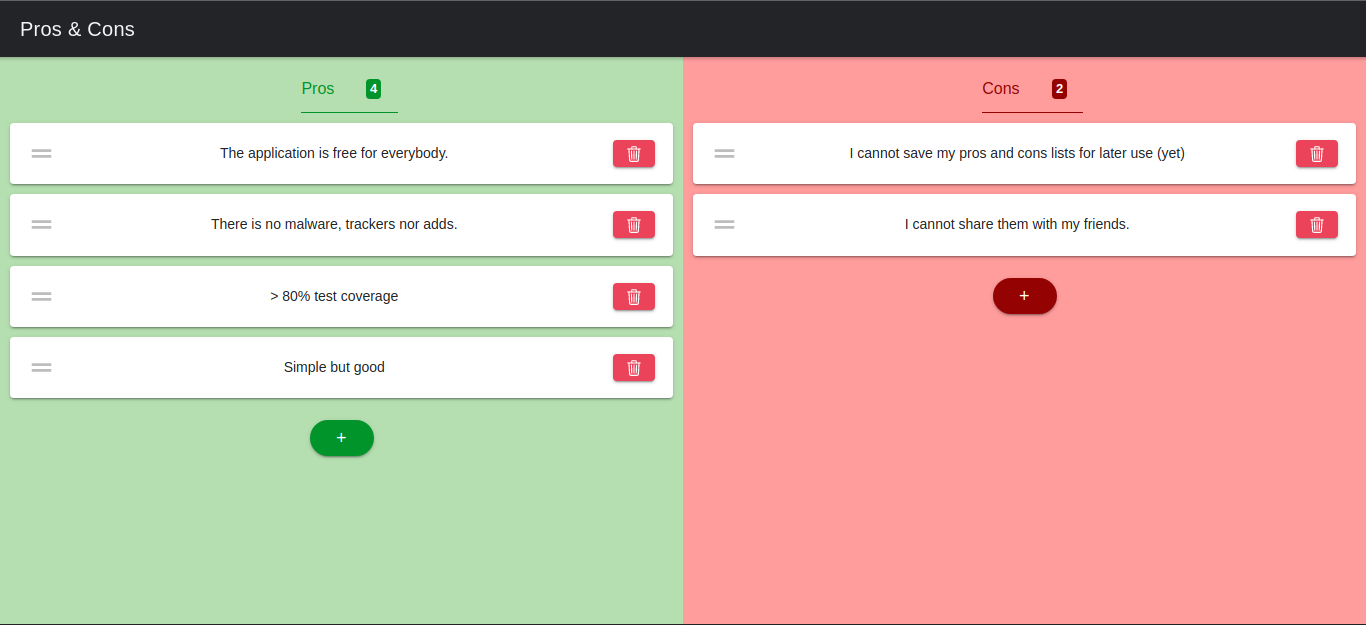 Pros & Cons
Pros 4
The application is free for everybody.
There is no malware, trackers nor adds.
> 80% test coverage
Simple but good
+
Cons 2
I cannot save my pros and cons lists for later use (yet)
I cannot share them with my friends.
+